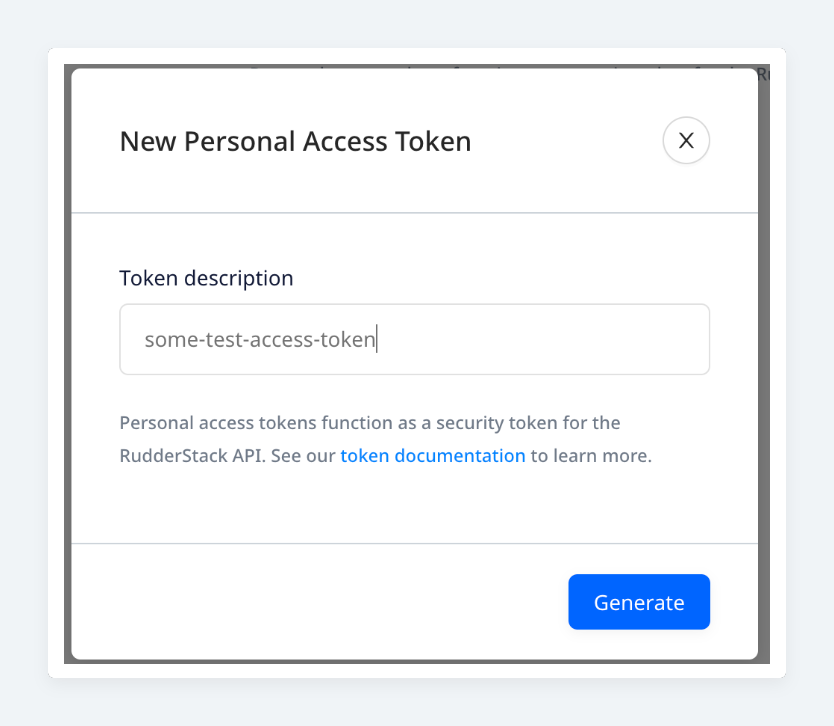 New Personal Access Token
X
Token description
some-test-access-token
Personal access tokens function as a security token for the
RudderStack API. See our token documentation to learn more.
Generate